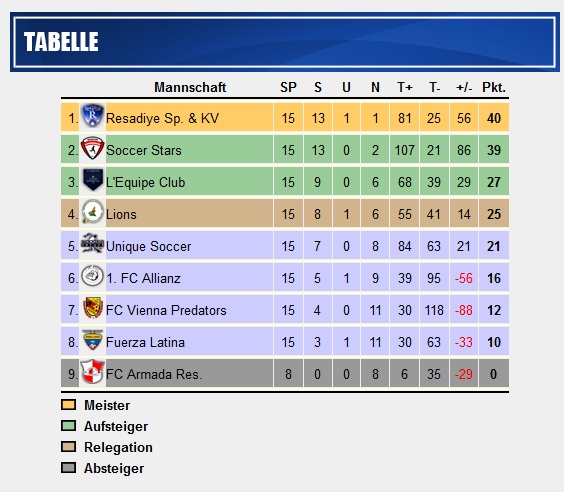 TABELLE
Mannschaft SP S U N T+ T- +/- Pkt.
1. Resadiye Sp. & KV 15 13 1 1 81 25 56 40
2. Soccer Stars 15 13 0 2 107 21 86 39
3. L'Equipe Club 15 9 0 6 68 39 29 27
4. Lions 15 8 1 6 55 41 14 25
5. Unique Soccer 15 7 0 8 84 63 21 21
6. 1. FC Allianz 15 5 1 9 39 95 -56 16
7. FC Vienna Predators 15 4 0 11 30 118 -88 12
8. Fuerza Latina 15 3 1 11 30 63 -33 10
9. FC Armada Res. 8 0 0 8 6 35 -29 0
Meister
Aufsteiger
Relegation
Absteiger